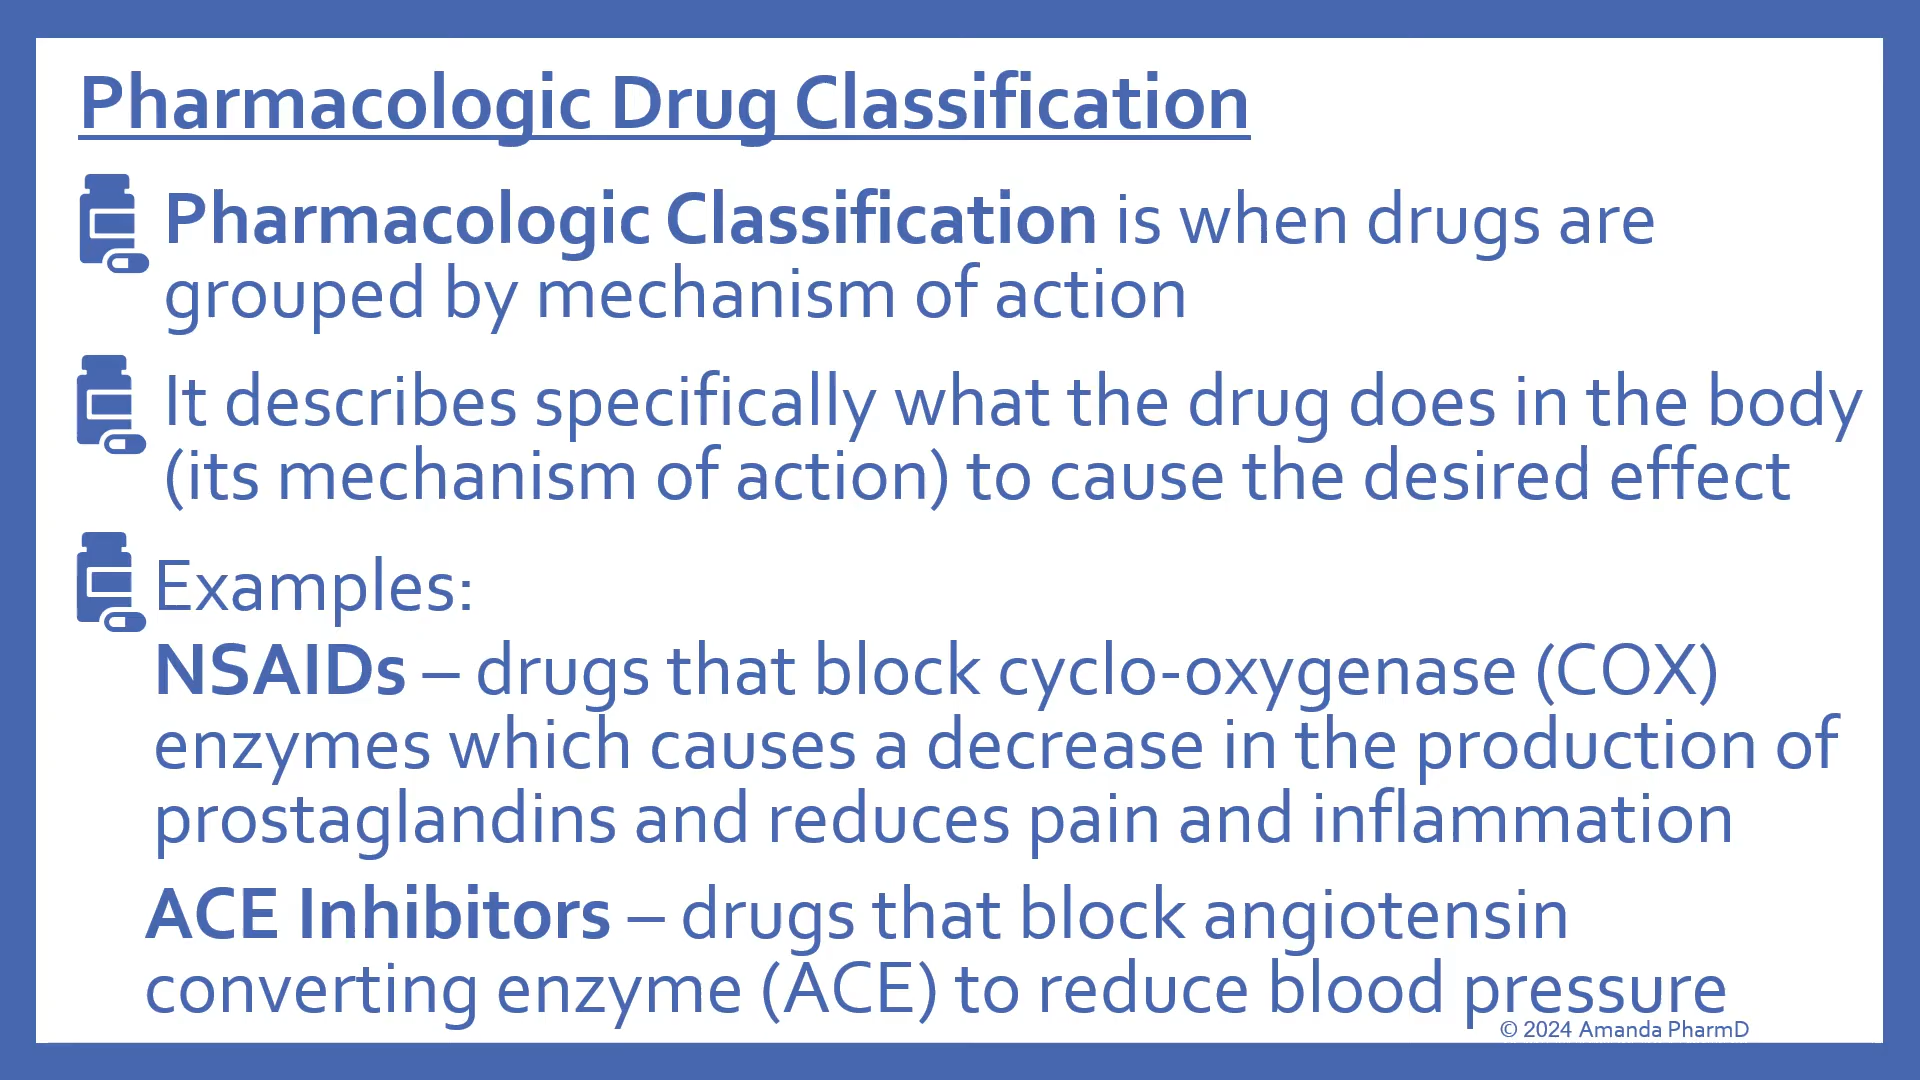 Pharmacologic Drug Classification
Pharmacologic Classification is when drugs are
grouped by mechanism of action
It describes specifically what the drug does in the body
(its mechanism of action) to cause the desired effect
Examples:
NSAIDs – drugs that block cyclo-oxygenase (COX)
enzymes which causes a decrease in the production of
prostaglandins and reduces pain and inflammation
ACE Inhibitors – drugs that block angiotensin
converting enzyme (ACE) to reduce blood pressure
© 2024 Amanda PharmD